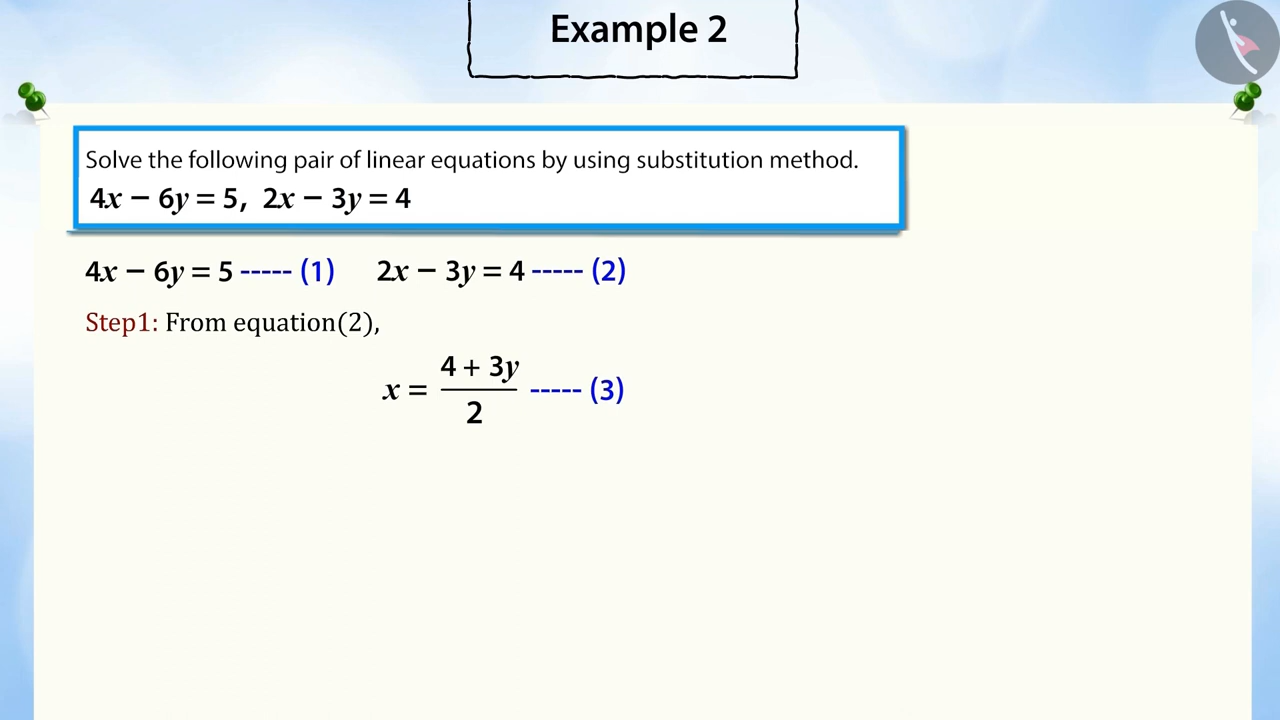 Example 2
Solve the following pair of linear equations by using substitution method.
4x − 6y = 5, 2x − 3y = 4
4x − 6y = 5 ----- (1) 2x − 3y = 4 ----- (2)
Step1: From equation(2),
x = (4 + 3y)/2 ----- (3)